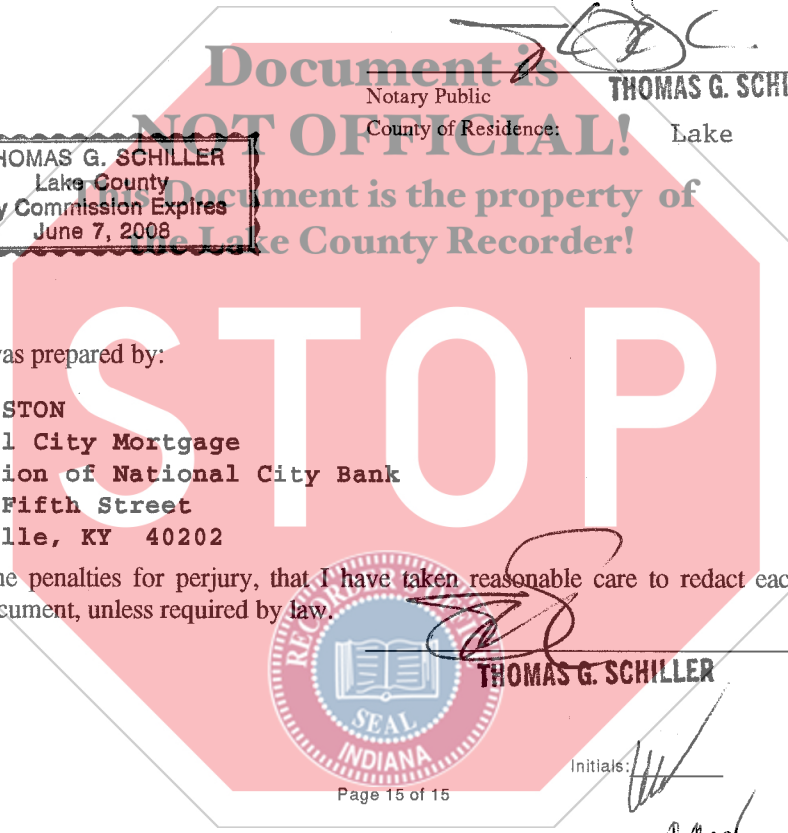 Document is
THOMAS G. SCHI
Notary Public
NOT OFFICIAL!
County of Residence: Lake
HOMAS G. SCHILLER
Lake County
y Commission Expires
June 7, 2008
This Document is the property of
the Lake County Recorder!
STOP
was prepared by:
STON
l City Mortgage
ion of National City Bank
Fifth Street
lle, KY 40202
he penalties for perjury, that I have taken reasonable care to redact eac
cument, unless required by law.
THOMAS G. SCHILLER
SEAL
INDIANA
Initials:
Page 15 of 15